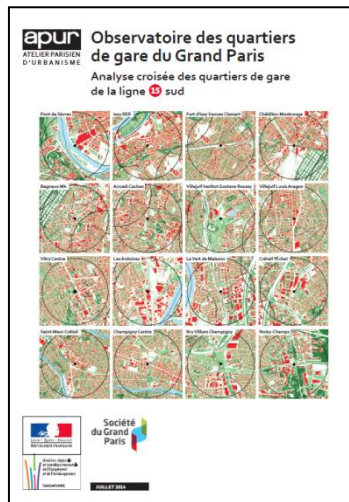 apur
ATELIER PARISIEN
D'URBANISME
Observatoire des quartiers
de gare du Grand Paris
Analyse croisée des quartiers de gare
de la ligne 15 sud
Pont de Sèvres
Issy RER
Fort d'Issy Vanves Clamart
Châtillon Montrouge
Bagneux M4
Arcueil-Cachan
Villejuif Institut Gustave Roussy
Villejuif Louis Aragon
Vitry Centre
Les Ardoines
Le Vert de Maisons
Créteil l'Échat
Saint-Maur Créteil
Champigny Centre
Bry Villiers Champigny
Noisy-Champs
RÉPUBLIQUE FRANÇAISE
Société
du Grand
Paris
JUILLET 2014